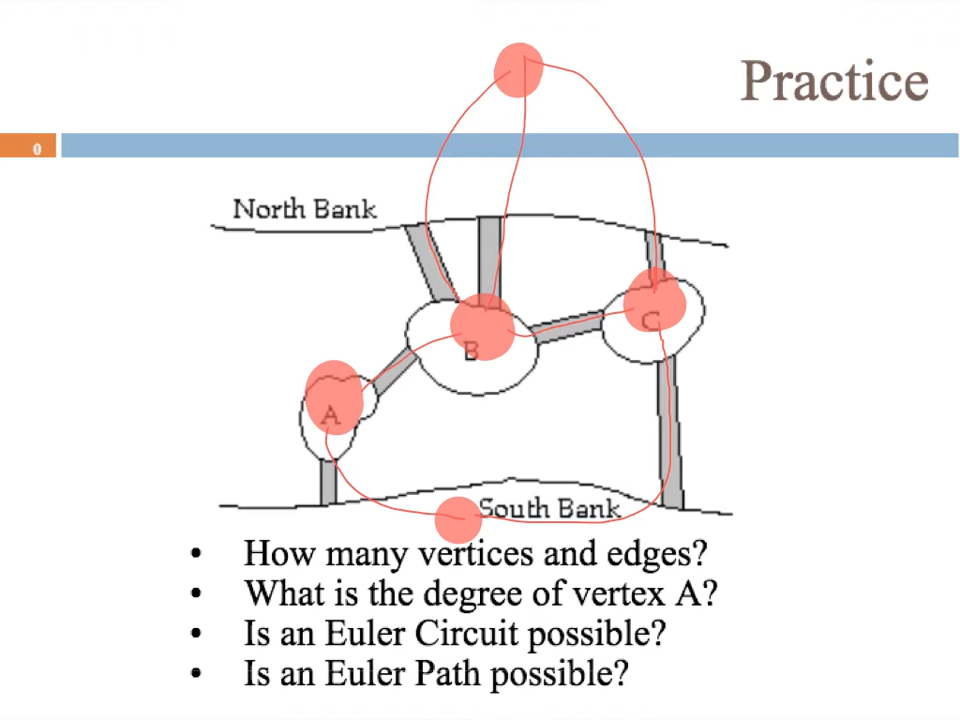 Practice
0
North Bank
C
B
A
South Bank
• How many vertices and edges?
• What is the degree of vertex A?
• Is an Euler Circuit possible?
• Is an Euler Path possible?